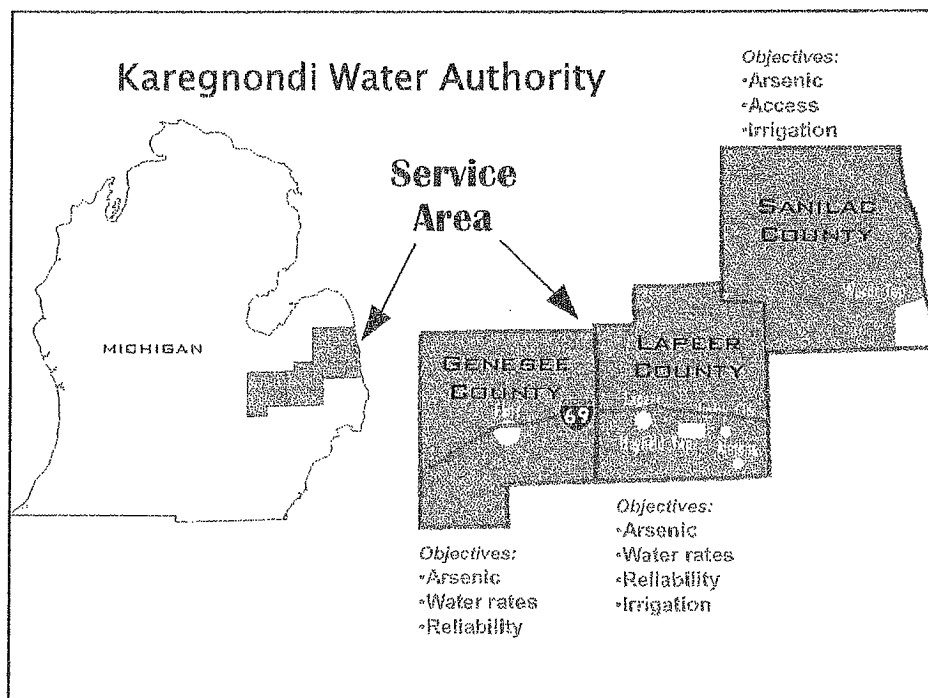 Karegnondi Water Authority
Objectives:
•Arsenic
•Access
•Irrigation
Service
Area
SANILAC
COUNTY
MICHIGAN
GENESEE
COUNTY
LAPEER
COUNTY
69
Objectives:
•Arsenic
•Water rates
•Reliability
Objectives:
•Arsenic
•Water rates
•Reliability
•Irrigation